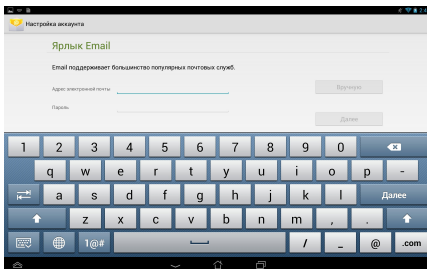 Настройка аккаунта
Ярлык Email
Email поддерживает большинство популярных почтовых служб.
Адрес электронной почты
Вручную
Пароль
Далее
1 2 3 4 5 6 7 8 9 0
q w e r t y u i o p -
a s d f g h j k l Далее
z x c v b n m , .
1@# / _ @ .com